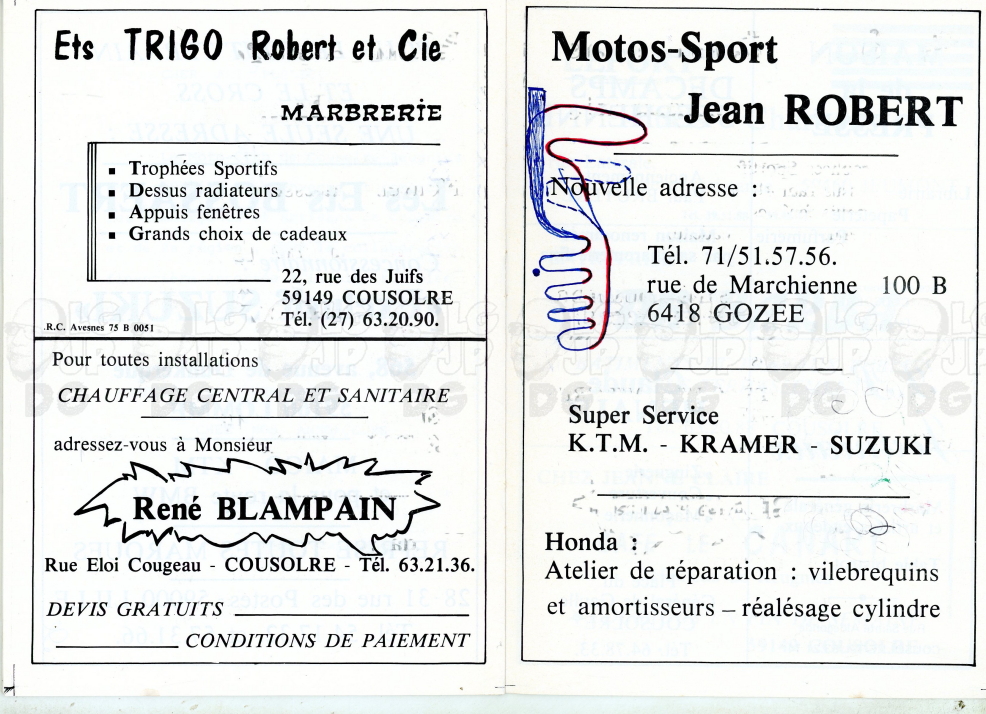 Ets TRIGO Robert et Cie
MARBRERIE
Trophées Sportifs
Dessus radiateurs
Appuis fenêtres
Grands choix de cadeaux
22, rue des Juifs
59149 COUSOLRE
Tél. (27) 63.20.90.
.R.C. Avesnes 75 B 0051
Pour toutes installations
CHAUFFAGE CENTRAL ET SANITAIRE
adressez-vous à Monsieur
René BLAMPAIN
Rue Eloi Cougeau - COUSOLRE - Tél. 63.21.36.
DEVIS GRATUITS
CONDITIONS DE PAIEMENT
Motos-Sport
Jean ROBERT
Nouvelle adresse :
Tél. 71/51.57.56.
rue de Marchienne 100 B
6418 GOZEE
Super Service
K.T.M. - KRAMER - SUZUKI
Honda :
Atelier de réparation : vilebrequins
et amortisseurs – réalésage cylindre